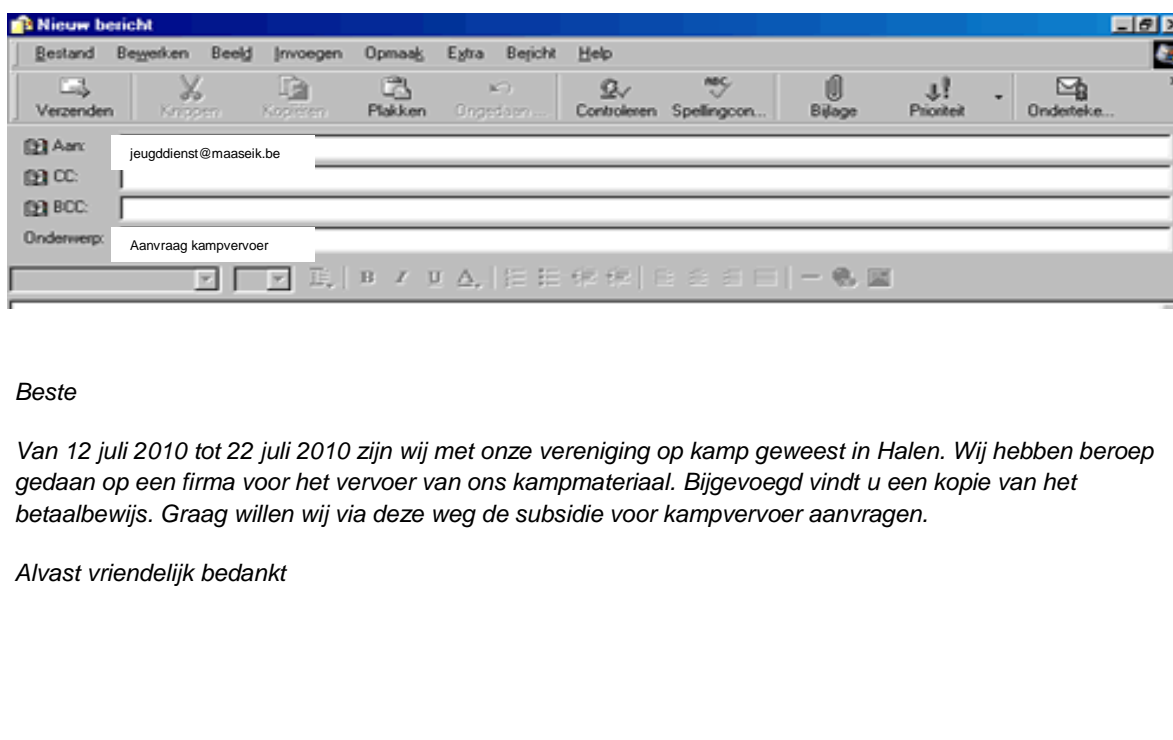 Nieuw bericht
Bestand Bewerken Beeld Invoegen Opmaak Extra Bericht Help
Verzenden Knippen Kopiëren Plakken Ongedaan ... Controleren Spellingcon... Bijlage Prioriteit Onderteke...
Aan: jeugddienst@maaseik.be
CC:
BCC:
Onderwerp: Aanvraag kampvervoer
B I U A
Beste
Van 12 juli 2010 tot 22 juli 2010 zijn wij met onze vereniging op kamp geweest in Halen. Wij hebben beroep
gedaan op een firma voor het vervoer van ons kampmateriaal. Bijgevoegd vindt u een kopie van het
betaalbewijs. Graag willen wij via deze weg de subsidie voor kampvervoer aanvragen.
Alvast vriendelijk bedankt